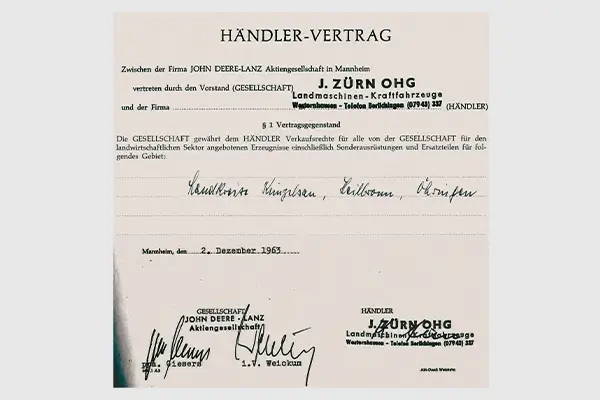 HÄNDLER-VERTRAG
Zwischen der Firma JOHN DEERE-LANZ Aktiengesellschaft in Mannheim
vertreten durch den Vorstand (GESELLSCHAFT)
J. ZÜRN OHG
Landmaschinen-Kraftfahrzeuge
Westernhausen - Telefon Berlichingen (07943) 337
und der Firma (HÄNDLER)
§ 1 Vertragsgegenstand
Die GESELLSCHAFT gewährt dem HÄNDLER Verkaufsrechte für alle von der GESELLSCHAFT für den
landwirtschaftlichen Sektor angebotenen Erzeugnisse einschließlich Sonderausrüstungen und Ersatzteilen für fol-
gendes Gebiet:
Landkreise Künzelsau, Heilbronn, Öhringen
Mannheim, den 2. Dezember 1963
GESELLSCHAFT
JOHN DEERE - LANZ
Aktiengesellschaft
ppa. Giesers i.V. Weickum
HÄNDLER
J. ZÜRN OHG
Landmaschinen-Kraftfahrzeuge
Westernhausen - Telefon Berlichingen (07943) 337